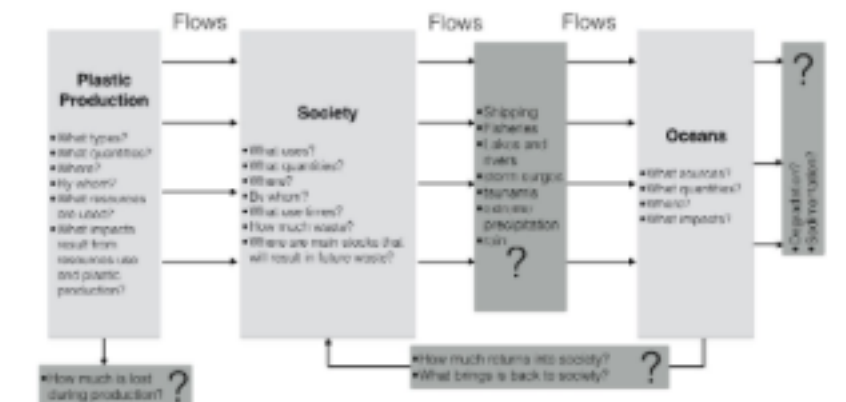 Flows
Flows
Flows
Plastic
Production
• What types?
• What quantities?
• Where?
• By whom?
• What resources
are used?
• What impacts
result from
resources use
and plastic
production?
Society
• What uses?
• What quantities?
• Where?
• By whom?
• What use times?
• How much waste?
• Where are main stocks that
will result in future waste?
• Shipping
• Fisheries
• Lakes and
rivers
• storm surges
• tsunamis
• extreme
precipitation
• rain
?
Oceans
• What sources?
• What quantities?
• Where?
• What impacts?
?
• Degradation?
• Sedimentation?
• How much is lost
during production?
?
• How much returns into society?
• What brings is back to society?
?